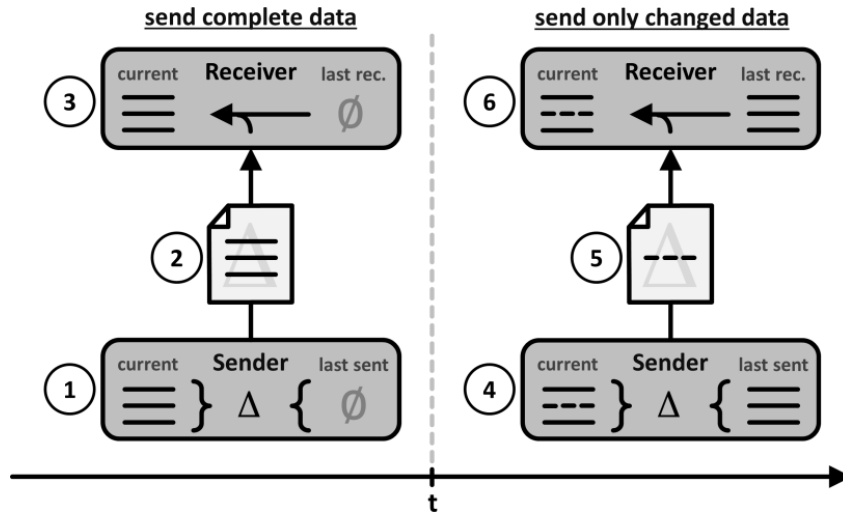 send complete data
send only changed data
current Receiver last rec.
3
Ø
current Receiver last rec.
6
2
Δ
5
Δ
current Sender last sent
1
} Δ { Ø
current Sender last sent
4
} Δ {
t